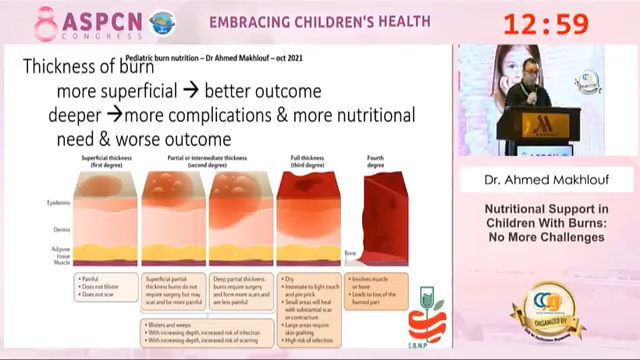 8 ASPCN
CONGRESS
EMBRACING CHILDREN'S HEALTH
12:59
Pediatric burn nutrition – Dr Ahmed Makhlouf – oct 2021
Thickness of burn
more superficial → better outcome
deeper → more complications & more nutritional
need & worse outcome
Superficial thickness
(first degree)
Partial or intermediate thickness
(second degree)
Full thickness
(third degree)
Fourth
degree
Epidermis
Dermis
Adipose
tissue
Muscle
Bone
• Painful
• Does not blister
• Does not scar
Superficial partial
thickness burns do not
require surgery, but may
scar and be more painful
Deep partial thickness
burns require surgery
and form more scars and
are less painful
• Blisters and weeps
• With increasing depth, increased risk of infection
• With increasing depth, increased risk of scarring
• Dry
• Insensate to light touch and
pin prick
• Small areas will heal
with substantial scar
or contracture
• Large areas require
skin grafting
• High risk of infection
• Involves muscle
or bone
• Leads to loss of the
burned part
E.S.N.P
MARRIOTT
ASPCN
Dr. Ahmed Makhlouf
Nutritional Support in
Children With Burns:
No More Challenges
ORGANIZED BY